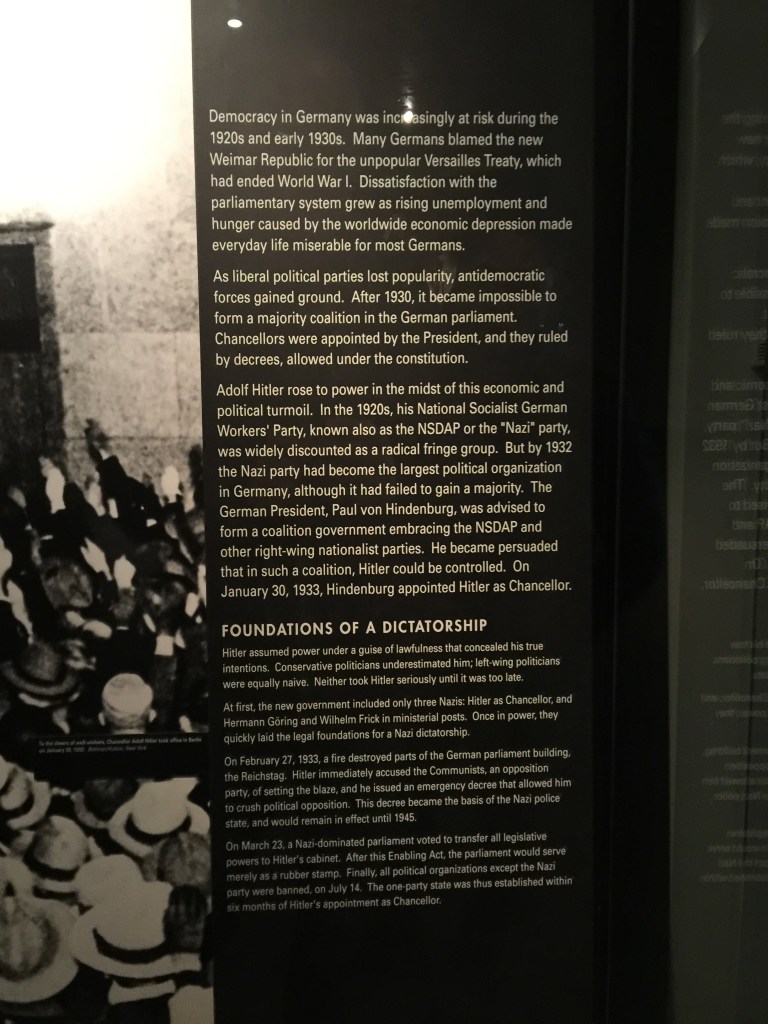 Democracy in Germany was increasingly at risk during the
1920s and early 1930s. Many Germans blamed the new
Weimar Republic for the unpopular Versailles Treaty, which
had ended World War I. Dissatisfaction with the
parliamentary system grew as rising unemployment and
hunger caused by the worldwide economic depression made
everyday life miserable for most Germans.
As liberal political parties lost popularity, antidemocratic
forces gained ground. After 1930, it became impossible to
form a majority coalition in the German parliament.
Chancellors were appointed by the President, and they ruled
by decrees, allowed under the constitution.
Adolf Hitler rose to power in the midst of this economic and
political turmoil. In the 1920s, his National Socialist German
Workers' Party, known also as the NSDAP or the "Nazi" party,
was widely discounted as a radical fringe group. But by 1932
the Nazi party had become the largest political organization
in Germany, although it had failed to gain a majority. The
German President, Paul von Hindenburg, was advised to
form a coalition government embracing the NSDAP and
other right-wing nationalist parties. He became persuaded
that in such a coalition, Hitler could be controlled. On
January 30, 1933, Hindenburg appointed Hitler as Chancellor.
FOUNDATIONS OF A DICTATORSHIP
Hitler assumed power under a guise of lawfulness that concealed his true
intentions. Conservative politicians underestimated him; left-wing politicians
were equally naive. Neither took Hitler seriously until it was too late.
At first, the new government included only three Nazis: Hitler as Chancellor, and
Hermann Göring and Wilhelm Frick in ministerial posts. Once in power, they
quickly laid the legal foundations for a Nazi dictatorship.
On February 27, 1933, a fire destroyed parts of the German parliament building,
the Reichstag. Hitler immediately accused the Communists, an opposition
party, of setting the blaze, and he issued an emergency decree that allowed him
to crush political opposition. This decree became the basis of the Nazi police
state, and would remain in effect until 1945.
On March 23, a Nazi-dominated parliament voted to transfer all legislative
powers to Hitler's cabinet. After this Enabling Act, the parliament would serve
merely as a rubber stamp. Finally, all political organizations except the Nazi
party were banned, on July 14. The one-party state was thus established within
six months of Hitler's appointment as Chancellor.
To the cheers of well-wishers, Chancellor Adolf Hitler took office in Berlin
on January 30, 1933.